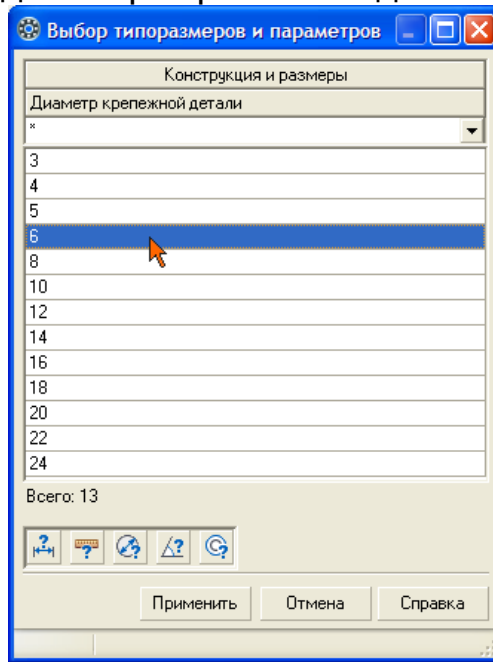 Выбор типоразмеров и параметров
Конструкция и размеры
Диаметр крепежной детали
*
3
4
5
6
8
10
12
14
16
18
20
22
24
Всего: 13
Применить Отмена Справка